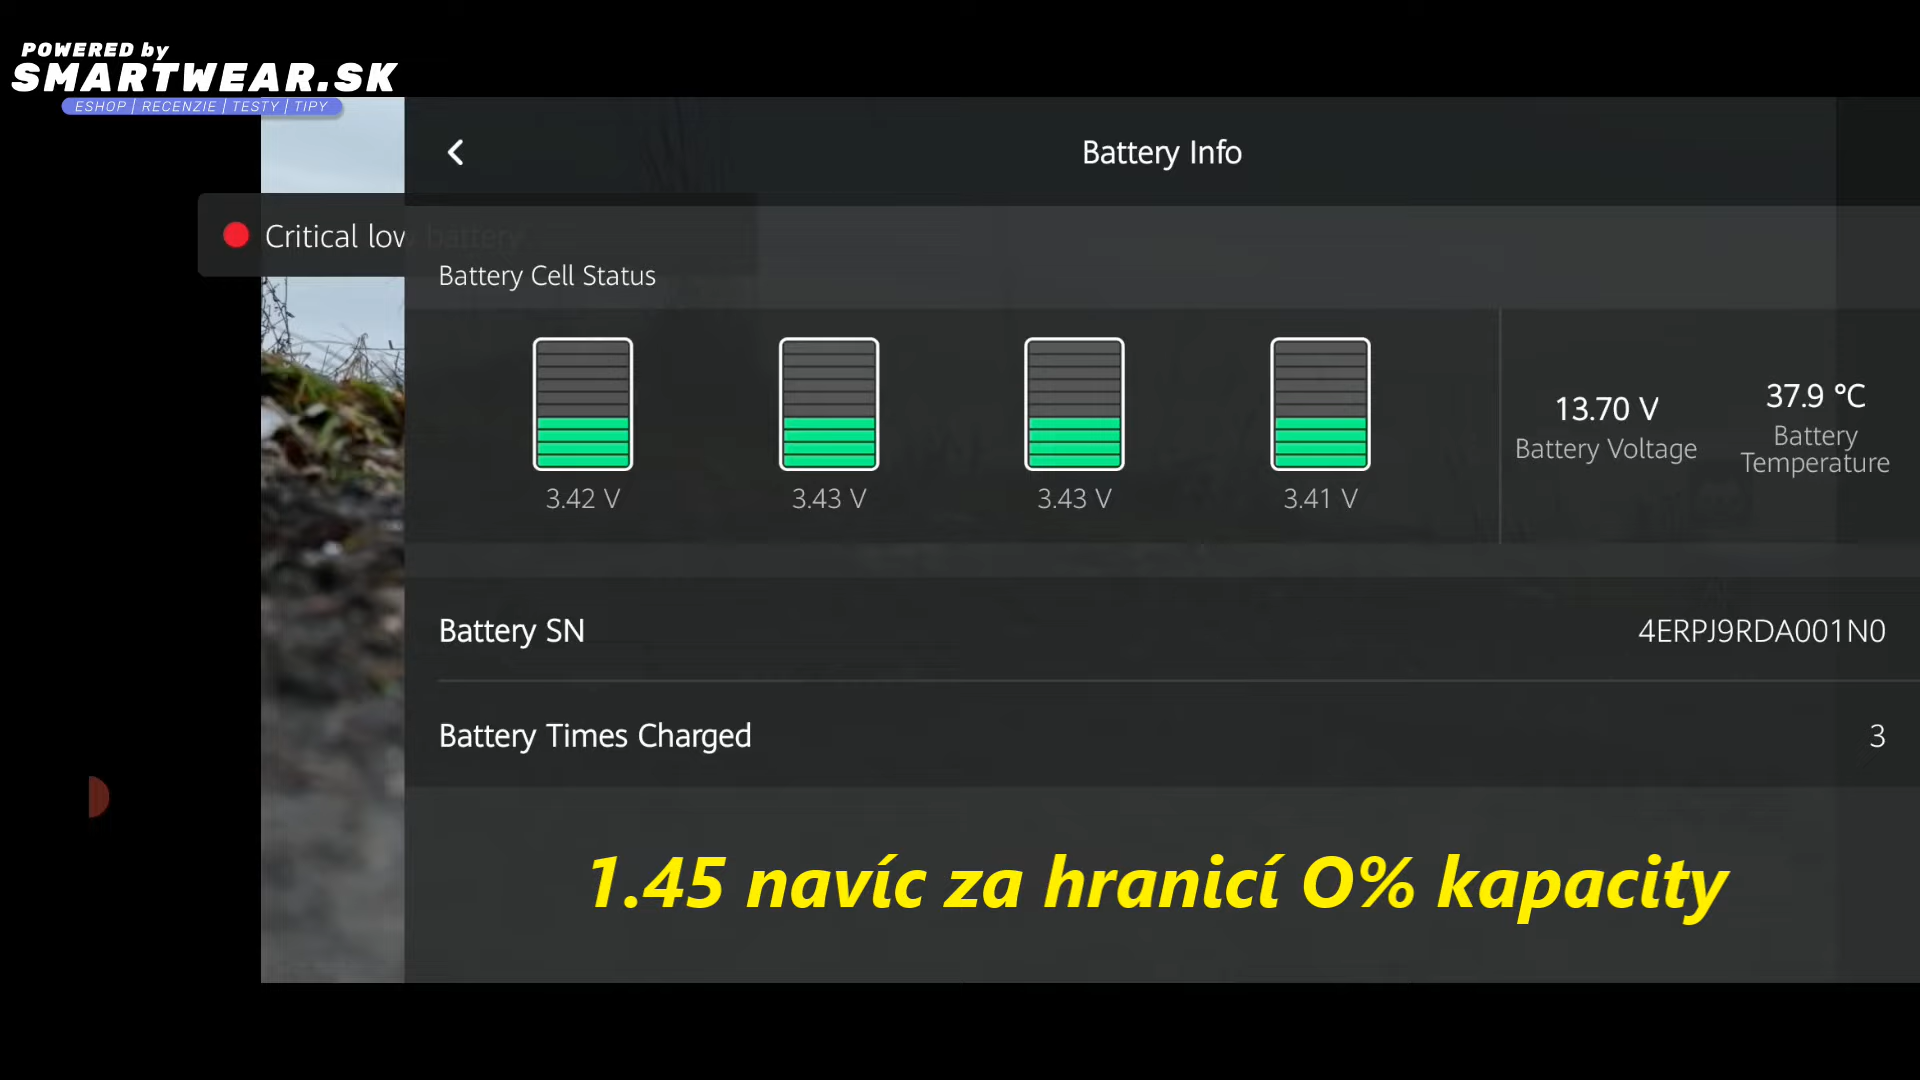 POWERED by
SMARTWEAR.SK
ESHOP | RECENZIE | TESTY | TIPY
Battery Info
Critical low battery
Battery Cell Status
3.42 V
3.43 V
3.43 V
3.41 V
13.70 V
Battery Voltage
37.9 °C
Battery
Temperature
Battery SN
4ERPJ9RDA001N0
Battery Times Charged
3
1.45 navíc za hranicí 0% kapacity